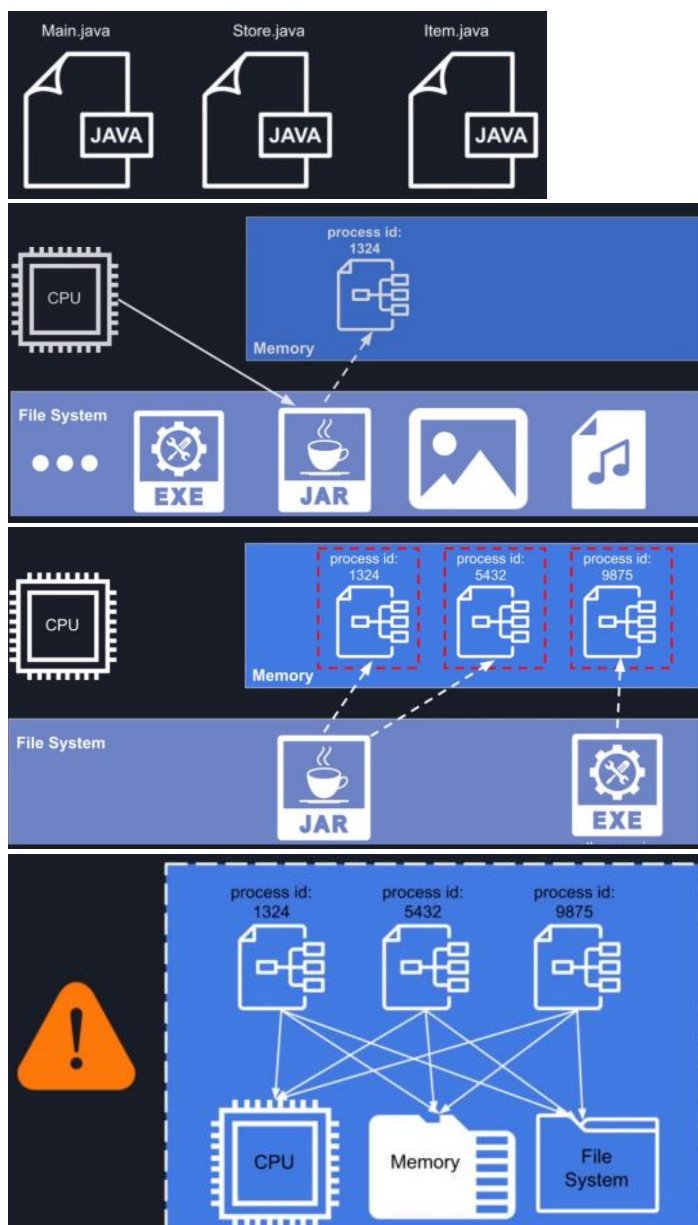 Main.java
Store.java
Item.java
JAVA
JAVA
JAVA
process id:
1324
CPU
Memory
File System
EXE
JAR
process id:
1324
process id:
5432
process id:
9875
CPU
Memory
File System
JAR
EXE
process id:
1324
process id:
5432
process id:
9875
CPU
Memory
File
System